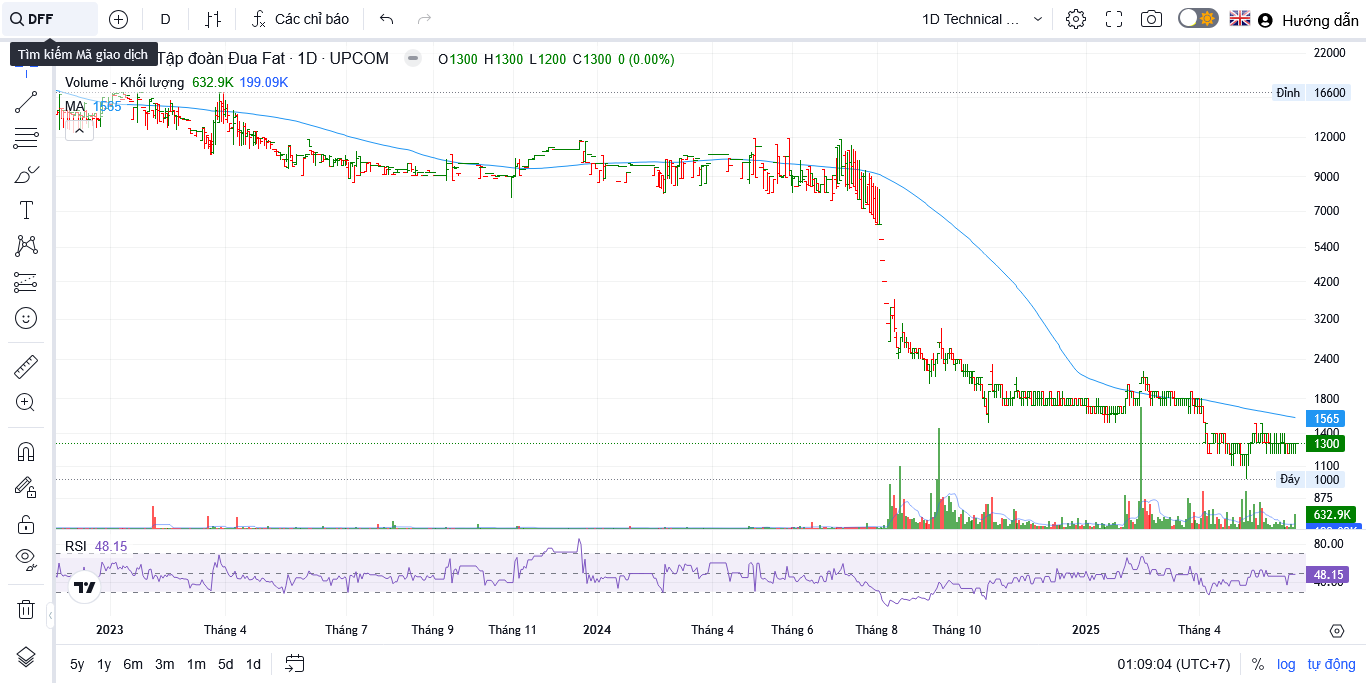 DFF D Các chỉ báo 1D Technical ... Hướng dẫn
Tìm kiếm Mã giao dịch
Tập đoàn Đua Fat · 1D · UPCOM O1300 H1300 L1200 C1300 0 (0.00%)
Volume - Khối lượng 632.9K 199.09K
MA 1565
22000
Đỉnh 16600
12000
9000
7000
5400
4200
3200
2400
1800
1565
1400
1300
1100
Đáy 1000
875
632.9K
RSI 48.15
80.00
48.15
40.00
2023 Tháng 4 Tháng 7 Tháng 9 Tháng 11 2024 Tháng 4 Tháng 6 Tháng 8 Tháng 10 2025 Tháng 4
5y 1y 6m 3m 1m 5d 1d 01:09:04 (UTC+7) % log tự động